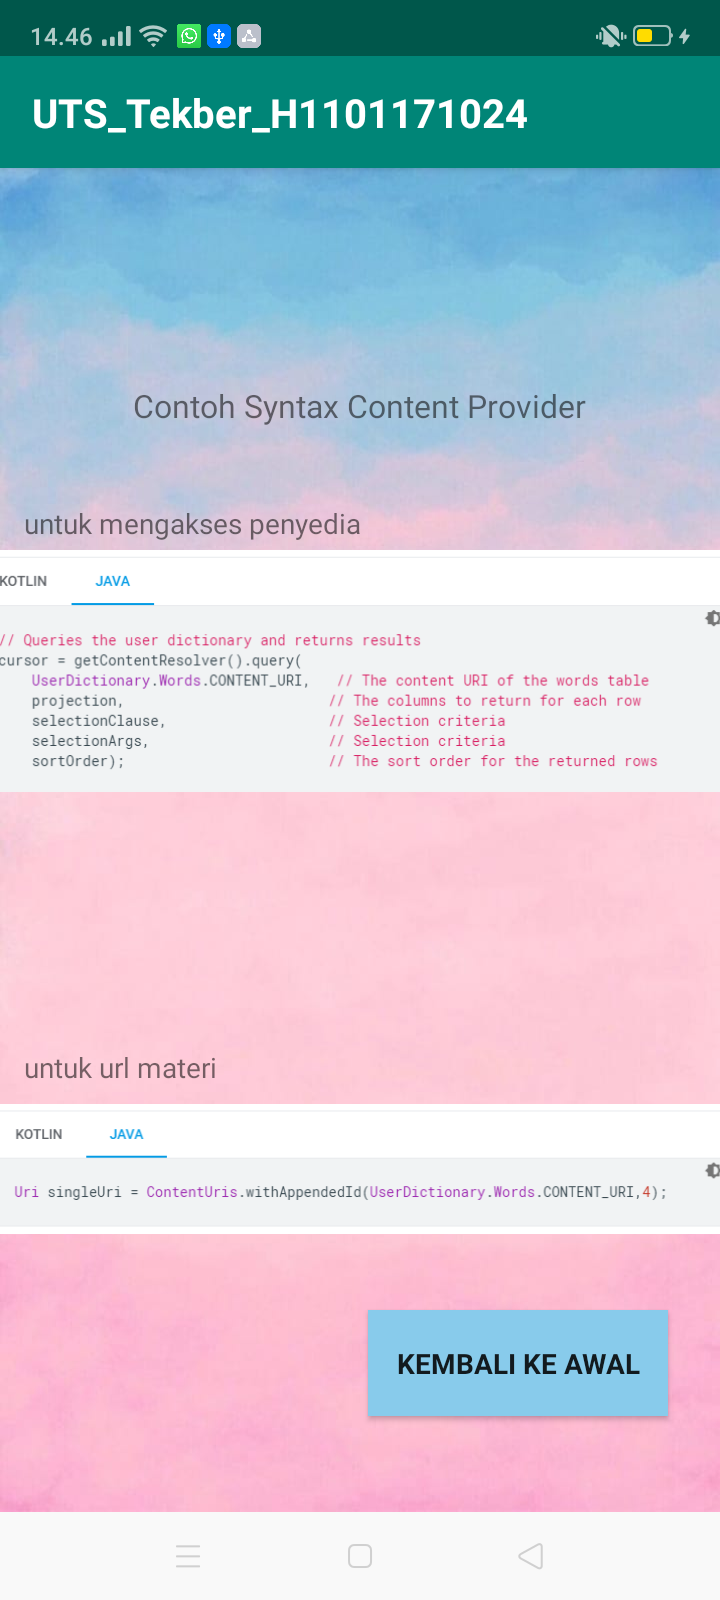 14.46
UTS_Tekber_H1101171024
Contoh Syntax Content Provider
untuk mengakses penyedia
KOTLIN JAVA
// Queries the user dictionary and returns results
cursor = getContentResolver().query(
UserDictionary.Words.CONTENT_URI, // The content URI of the words table
projection, // The columns to return for each row
selectionClause, // Selection criteria
selectionArgs, // Selection criteria
sortOrder); // The sort order for the returned rows
untuk url materi
KOTLIN JAVA
Uri singleUri = ContentUris.withAppendedId(UserDictionary.Words.CONTENT_URI,4);
KEMBALI KE AWAL